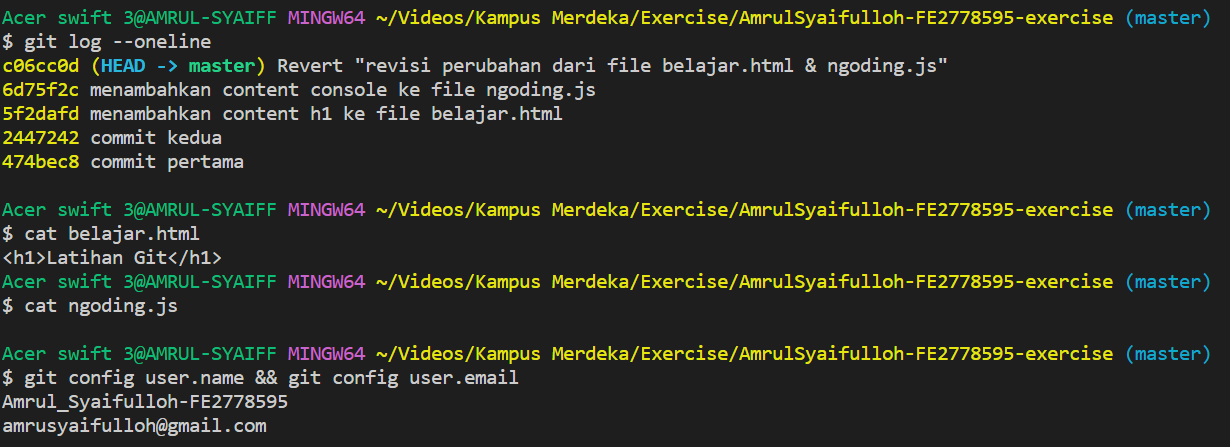 Acer swift 3@AMRUL-SYAIFF MINGW64 ~/Videos/Kampus Merdeka/Exercise/AmrulSyaifulloh-FE2778595-exercise (master)
$ git log --oneline
c06cc0d (HEAD -> master) Revert "revisi perubahan dari file belajar.html & ngoding.js"
6d75f2c menambahkan content console ke file ngoding.js
5f2dafd menambahkan content h1 ke file belajar.html
2447242 commit kedua
474bec8 commit pertama
Acer swift 3@AMRUL-SYAIFF MINGW64 ~/Videos/Kampus Merdeka/Exercise/AmrulSyaifulloh-FE2778595-exercise (master)
$ cat belajar.html
<h1>Latihan Git</h1>
Acer swift 3@AMRUL-SYAIFF MINGW64 ~/Videos/Kampus Merdeka/Exercise/AmrulSyaifulloh-FE2778595-exercise (master)
$ cat ngoding.js
Acer swift 3@AMRUL-SYAIFF MINGW64 ~/Videos/Kampus Merdeka/Exercise/AmrulSyaifulloh-FE2778595-exercise (master)
$ git config user.name && git config user.email
Amrul_Syaifulloh-FE2778595
amrusyaifulloh@gmail.com